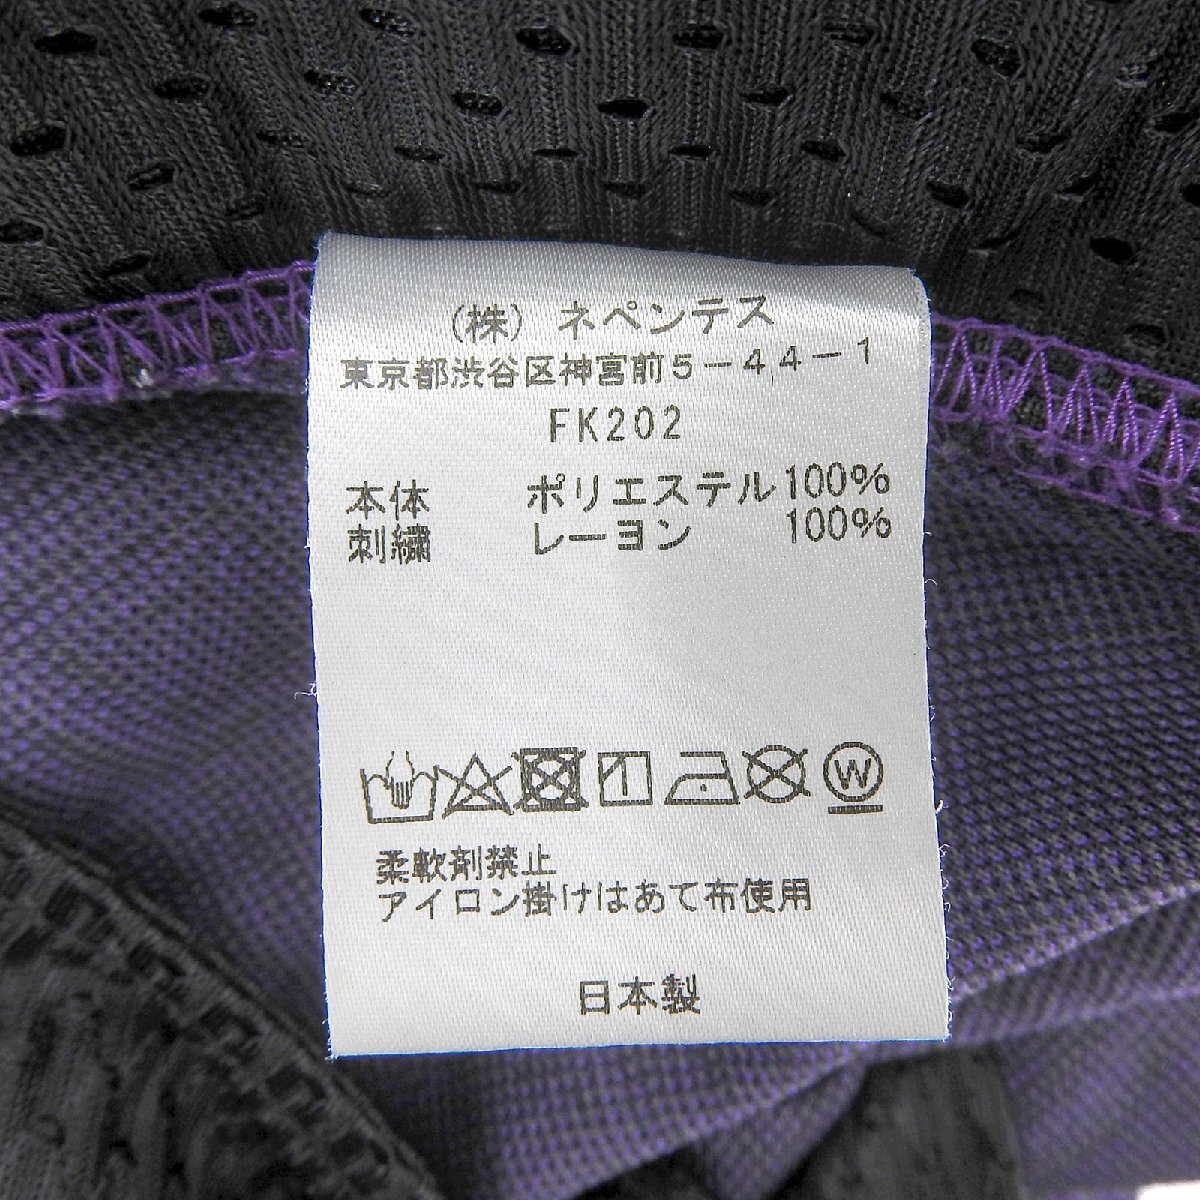 (株) ネペンテス
東京都渋谷区神宮前5-44-1
FK202
本体 ポリエステル100%
刺繍 レーヨン 100%
W
柔軟剤禁止
アイロン掛けはあて布使用
日本製